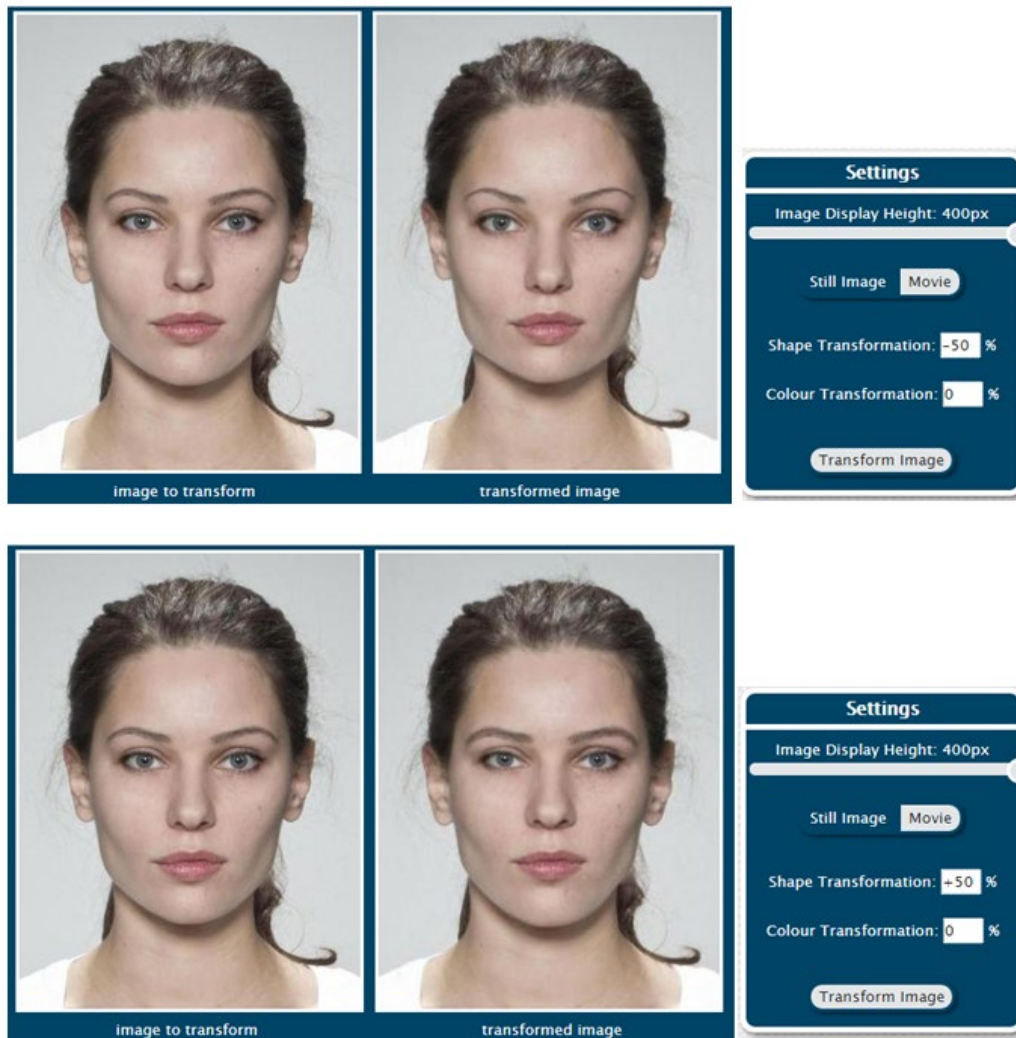 Settings
Image Display Height: 400px
Still Image Movie
Shape Transformation: -50 %
Colour Transformation: 0 %
Transform Image
image to transform transformed image
Settings
Image Display Height: 400px
Still Image Movie
Shape Transformation: +50 %
Colour Transformation: 0 %
Transform Image
image to transform transformed image